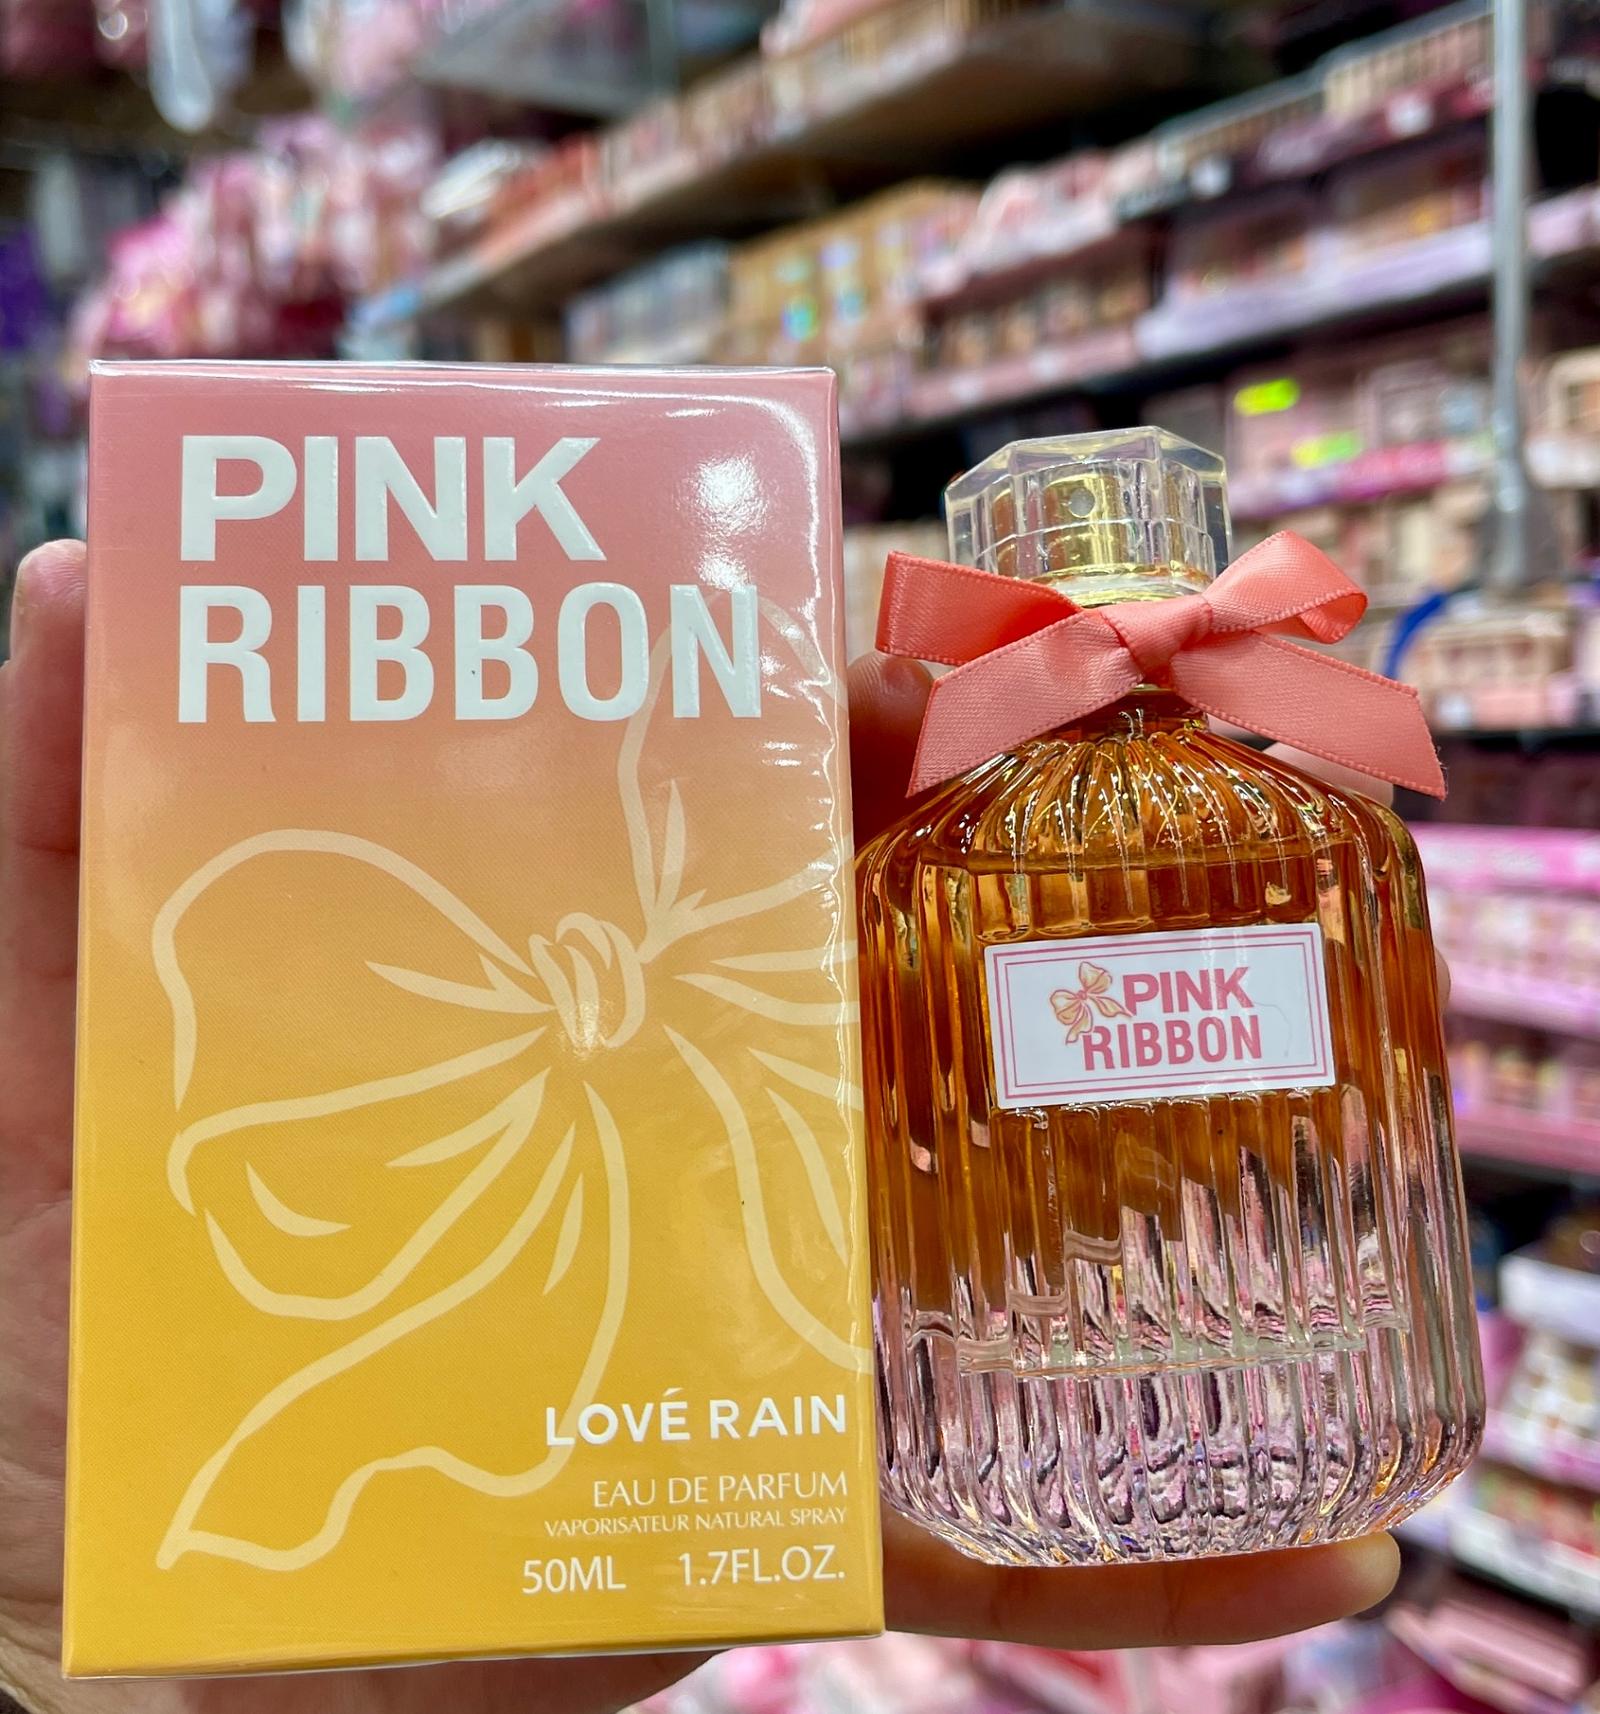 PINK
RIBBON
LOVÉ RAIN
EAU DE PARFUM
VAPORISATEUR NATURAL SPRAY
50ML 1.7FL.OZ.
PINK
RIBBON